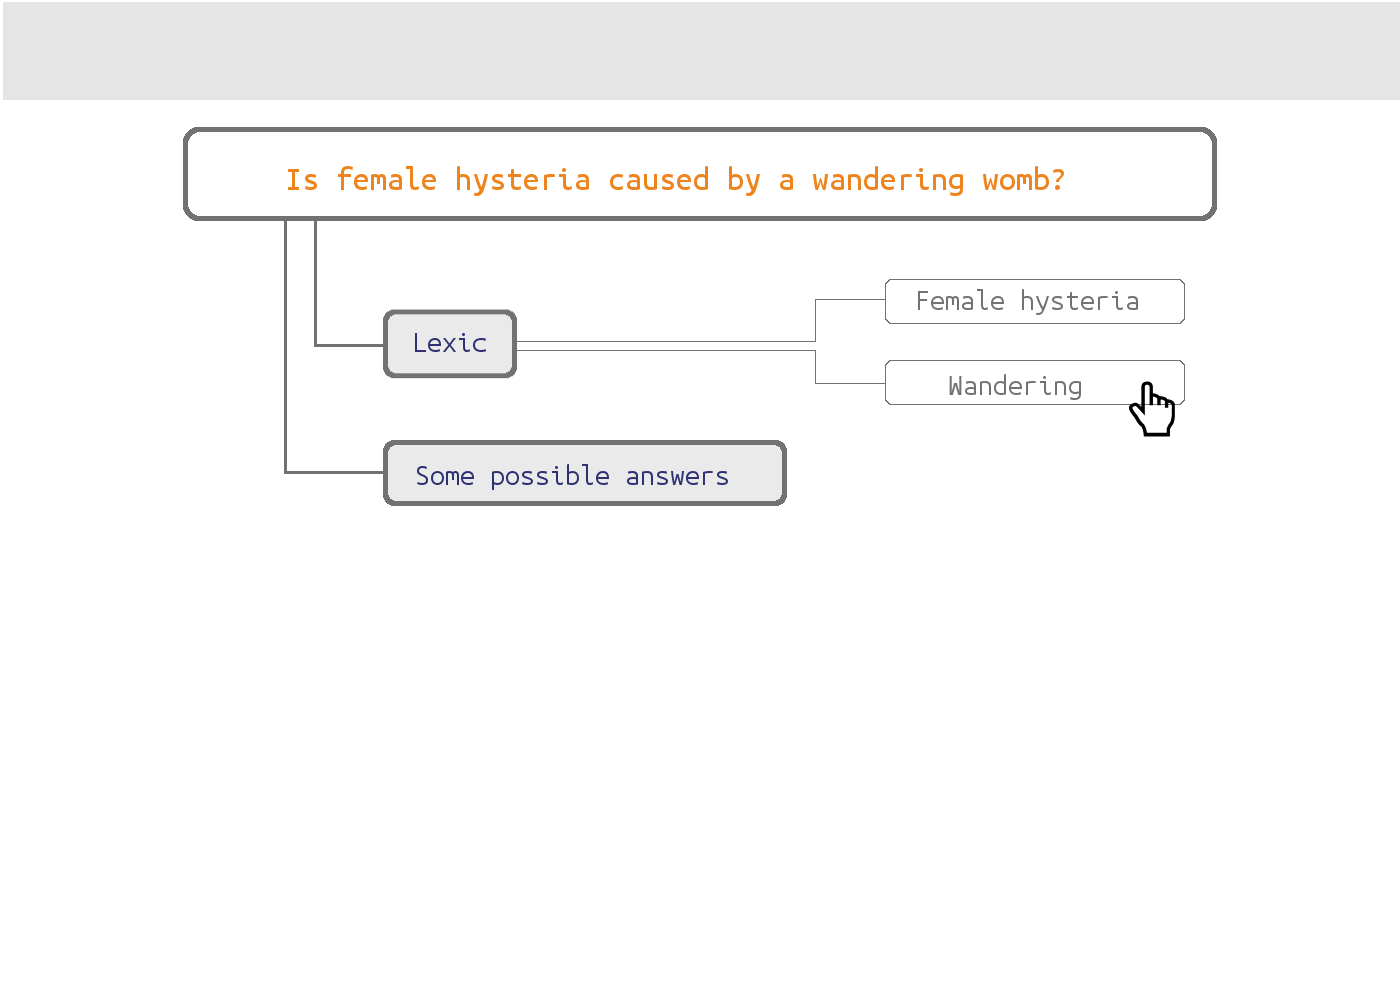 Is female hysteria caused by a wandering womb?
Female hysteria
Lexic
Wandering
Some possible answers